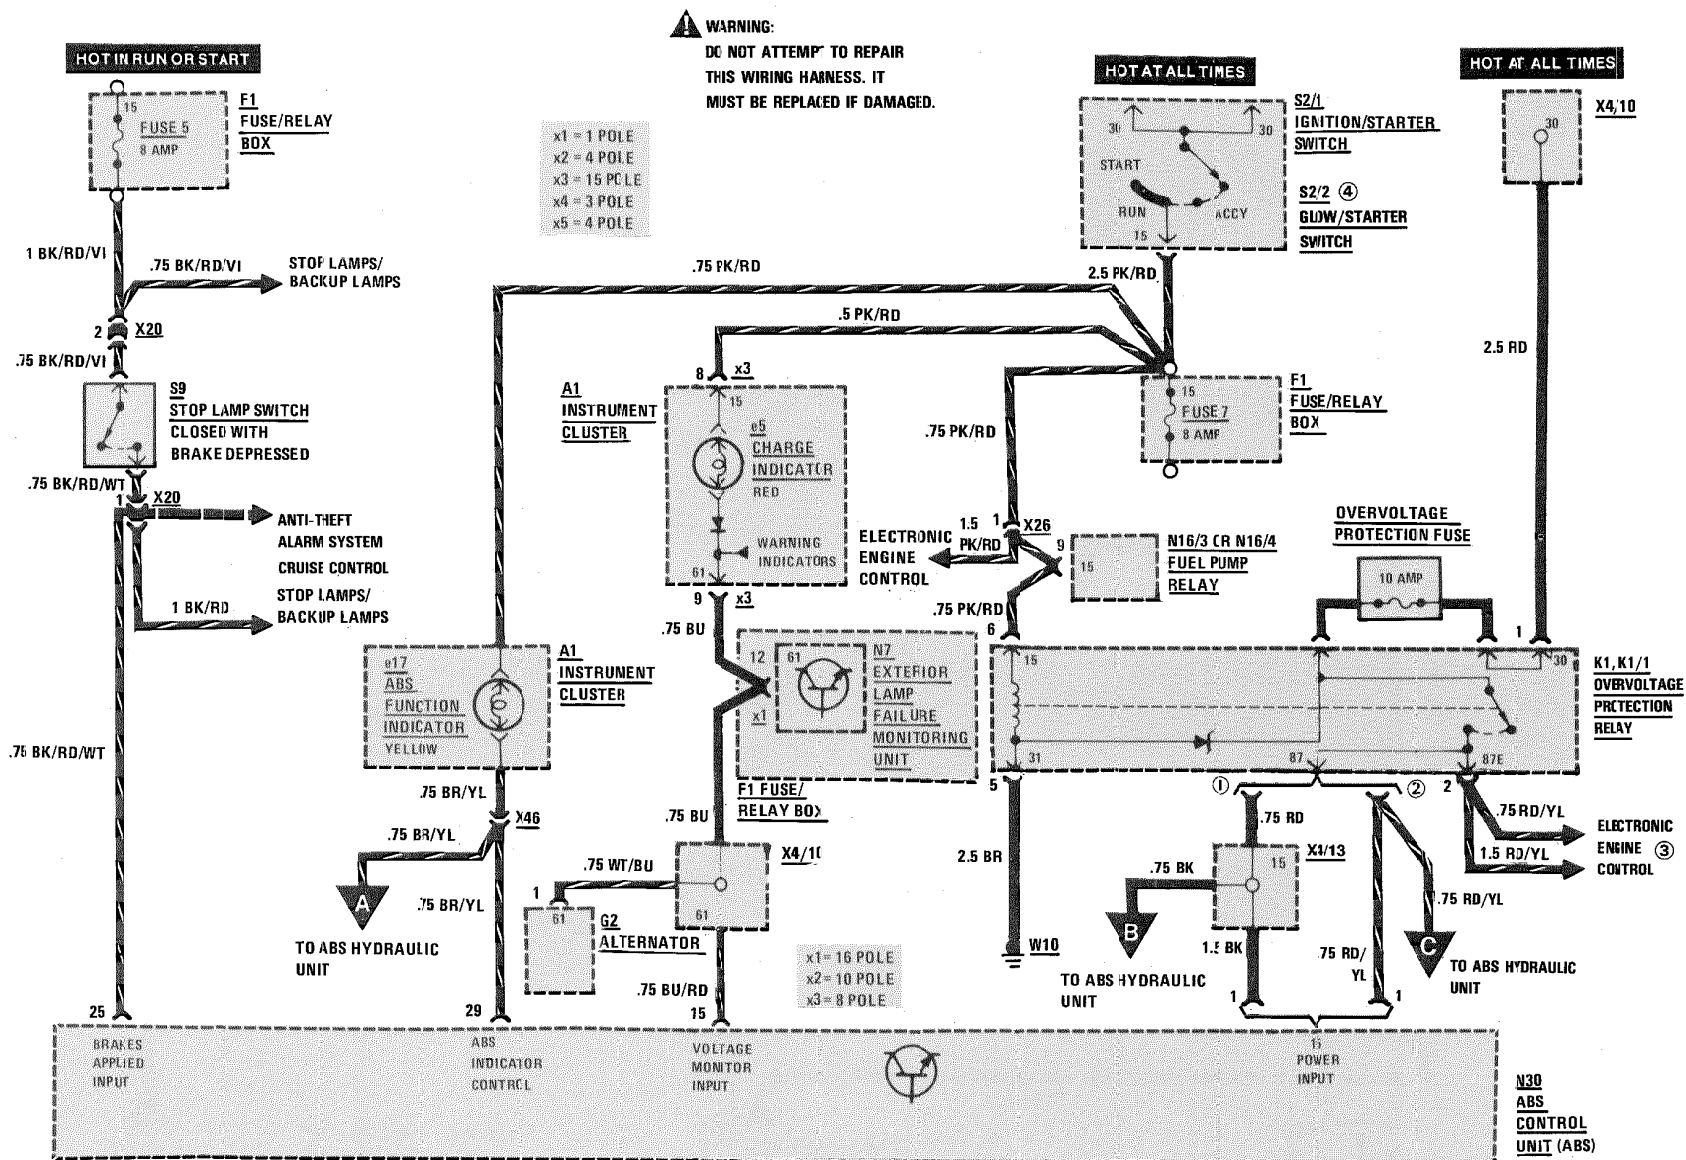 WARNING:
DO NOT ATTEMPT TO REPAIR
THIS WIRING HARNESS. IT
MUST BE REPLACED IF DAMAGED.
HOT IN RUN OR START
15
FUSE 5
8 AMP
F1
FUSE/RELAY
BOX
x1 = 1 POLE
x2 = 4 POLE
x3 = 15 POLE
x4 = 3 POLE
x5 = 4 POLE
HOT AT ALL TIMES
30
30
START
RUN
ACCY
15
S2/1
IGNITION/STARTER
SWITCH
S2/2 ④
GLOW/STARTER
SWITCH
HOT AT ALL TIMES
30
X4/10
1 BK/RD/VI
.75 BK/RD/VI
STOP LAMPS/
BACKUP LAMPS
2
X20
.75 BK/RD/VI
S9
STOP LAMP SWITCH
CLOSED WITH
BRAKE DEPRESSED
.75 BK/RD/WT
1
X20
ANTI-THEFT
ALARM SYSTEM
CRUISE CONTROL
1 BK/RD
STOP LAMPS/
BACKUP LAMPS
.75 BK/RD/WT
.75 PK/RD
2.5 PK/RD
.5 PK/RD
2.5 RD
8
x3
A1
INSTRUMENT
CLUSTER
15
e5
CHARGE
INDICATOR
RED
WARNING
INDICATORS
61
9
x3
.75 BU
.75 PK/RD
15
FUSE 7
8 AMP
F1
FUSE/RELAY
BOX
1.5
PK/RD
1
X26
ELECTRONIC
ENGINE
CONTROL
9
15
N16/3 OR N16/4
FUEL PUMP
RELAY
.75 PK/RD
6
OVERVOLTAGE
PROTECTION FUSE
10 AMP
1
15
30
31
87
87E
K1, K1/1
OVERVOLTAGE
PROTECTION
RELAY
e17
ABS
FUNCTION
INDICATOR
YELLOW
A1
INSTRUMENT
CLUSTER
12
61
x1
N7
EXTERIOR
LAMP
FAILURE
MONITORING
UNIT
F1 FUSE/
RELAY BOX
.75 BR/YL
X46
.75 BR/YL
A
TO ABS HYDRAULIC
UNIT
.75 BR/YL
.75 BU
.75 WT/BU
X4/10
61
1
61
G2
ALTERNATOR
.75 BU/RD
x1= 16 POLE
x2= 10 POLE
x3= 8 POLE
5
2.5 BR
W10
①
②
2
.75 RD
X4/13
15
.75 BK
B
TO ABS HYDRAULIC
UNIT
1.5 BK
1
.75 RD/
YL
1
.75 RD/YL
C
TO ABS HYDRAULIC
UNIT
.75 RD/YL
1.5 RD/YL
ELECTRONIC
ENGINE ③
CONTROL
25
29
15
BRAKES
APPLIED
INPUT
ABS
INDICATOR
CONTROL
VOLTAGE
MONITOR
INPUT
15
POWER
INPUT
N30
ABS
CONTROL
UNIT (ABS)